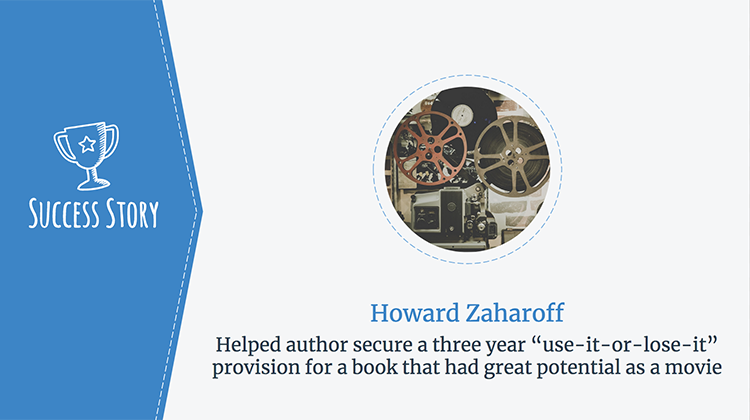 SUCCESS STORY
Howard Zaharoff
Helped author secure a three year “use-it-or-lose-it”
provision for a book that had great potential as a movie